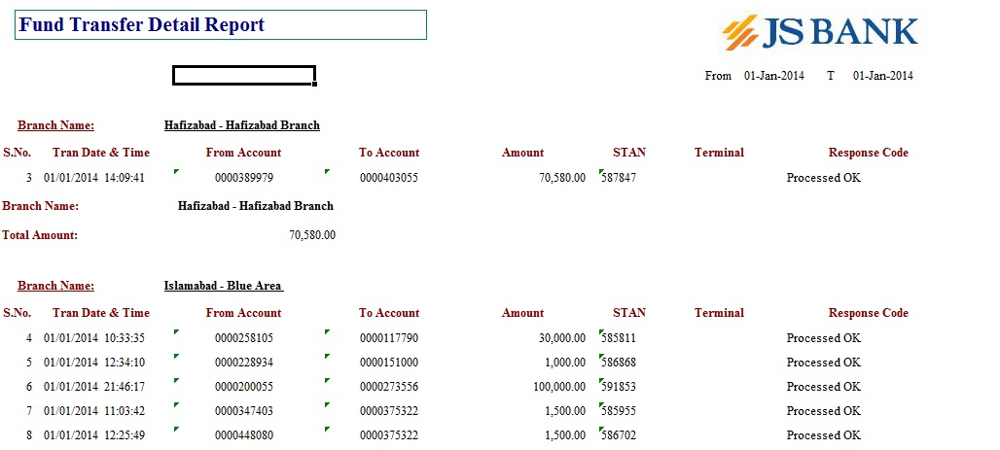 Fund Transfer Detail Report
JS BANK
From 01-Jan-2014 T 01-Jan-2014
Branch Name: Hafizabad - Hafizabad Branch
S.No. Tran Date & Time From Account To Account Amount STAN Terminal Response Code
3 01/01/2014 14:09:41 0000389979 0000403055 70,580.00 587847 Processed OK
Branch Name: Hafizabad - Hafizabad Branch
Total Amount: 70,580.00
Branch Name: Islamabad - Blue Area
S.No. Tran Date & Time From Account To Account Amount STAN Terminal Response Code
4 01/01/2014 10:33:35 0000258105 0000117790 30,000.00 585811 Processed OK
5 01/01/2014 12:34:10 0000228934 0000151000 1,000.00 586868 Processed OK
6 01/01/2014 21:46:17 0000200055 0000273556 100,000.00 591853 Processed OK
7 01/01/2014 11:03:42 0000347403 0000375322 1,500.00 585955 Processed OK
8 01/01/2014 12:25:49 0000448080 0000375322 1,500.00 586702 Processed OK